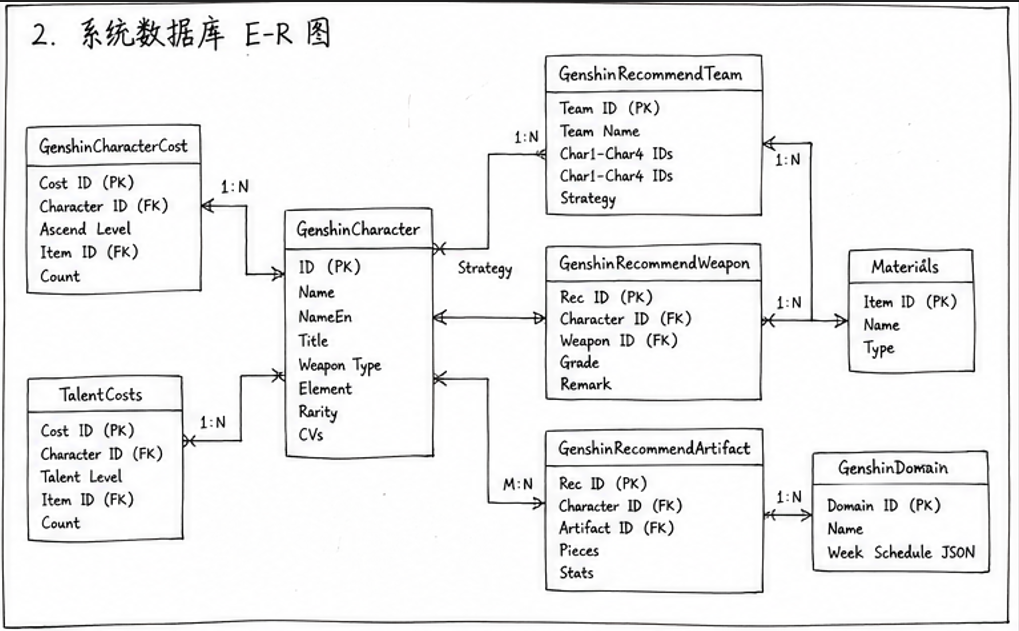 2. 系统数据库 E-R 图
GenshinCharacterCost
Cost ID (PK)
Character ID (FK)
Ascend Level
Item ID (FK)
Count
1:N
TalentCosts
Cost ID (PK)
Character ID (FK)
Talent Level
Item ID (FK)
Count
1:N
GenshinCharacter
ID (PK)
Name
NameEn
Title
Weapon Type
Element
Rarity
CVs
1:N
Strategy
M:N
GenshinRecommendTeam
Team ID (PK)
Team Name
Char1-Char4 IDs
Char1-Char4 IDs
Strategy
1:N
GenshinRecommendWeapon
Rec ID (PK)
Character ID (FK)
Weapon ID (FK)
Grade
Remark
1:N
GenshinRecommendArtifact
Rec ID (PK)
Character ID (FK)
Artifact ID (FK)
Pieces
Stats
1:N
Materials
Item ID (PK)
Name
Type
GenshinDomain
Domain ID (PK)
Name
Week Schedule JSON